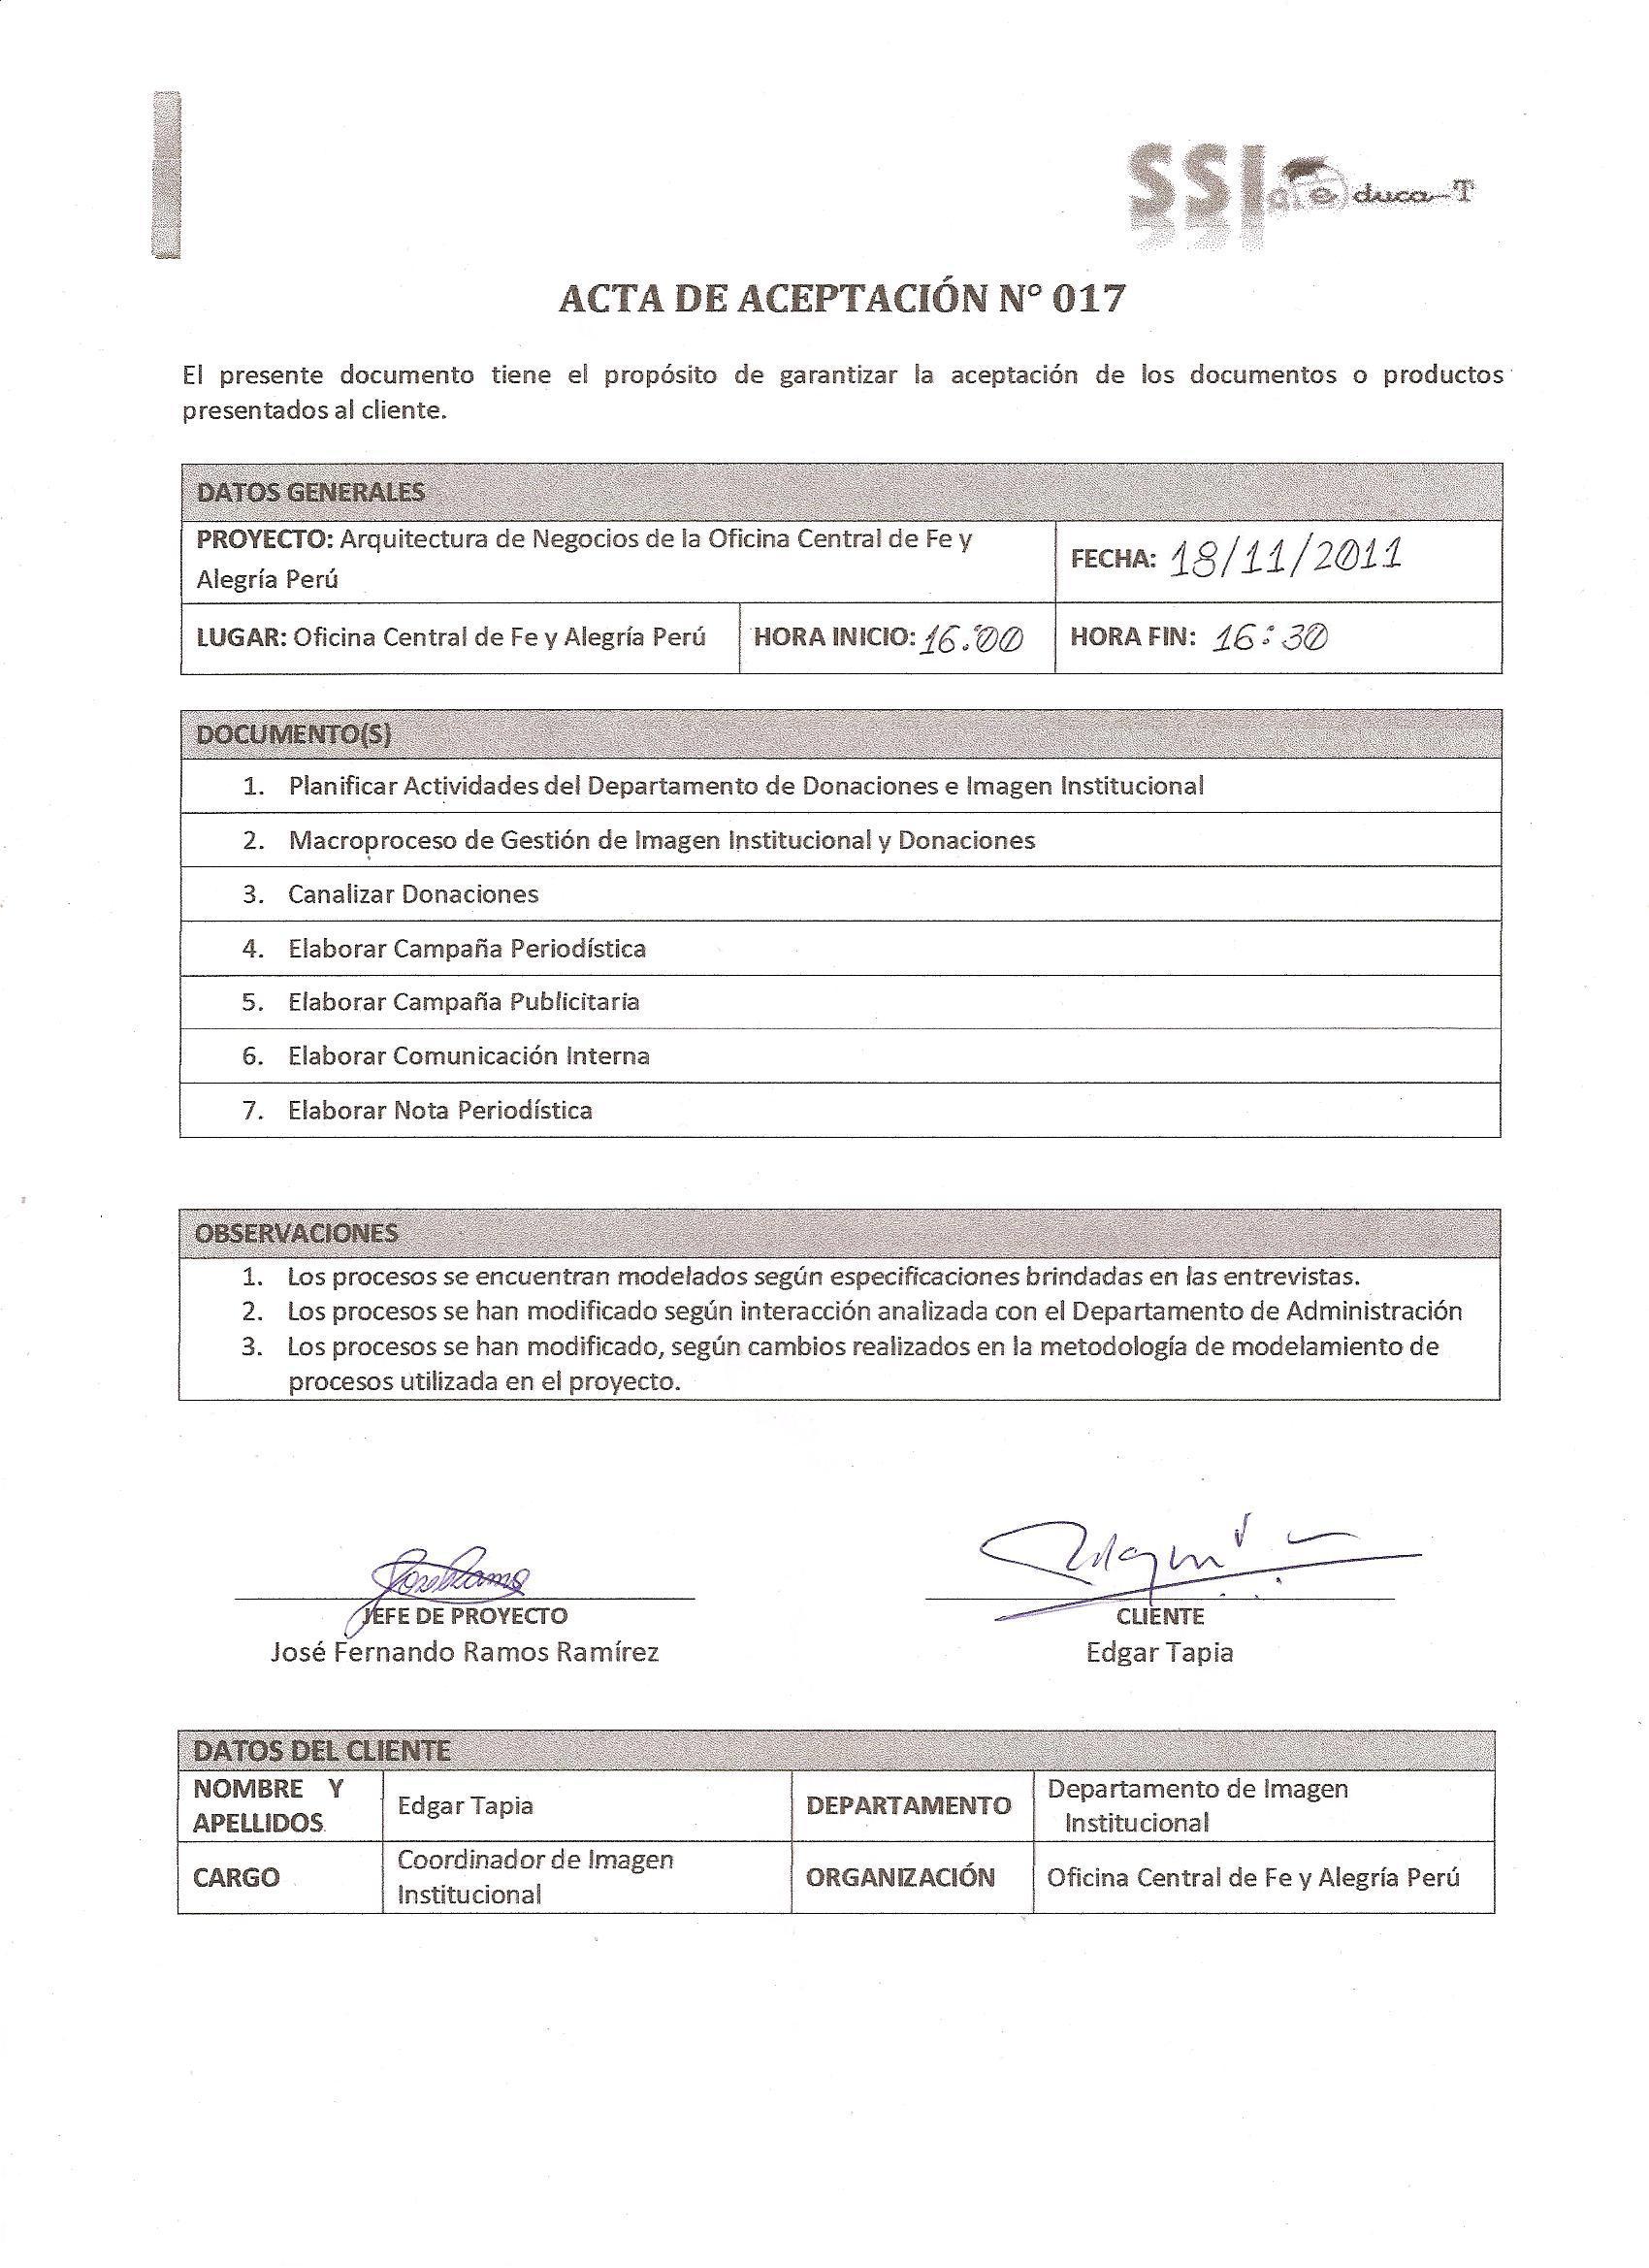 SSI educa-T
ACTA DE ACEPTACIÓN N° 017
El presente documento tiene el propósito de garantizar la aceptación de los documentos o productos
presentados al cliente.
DATOS GENERALES
PROYECTO: Arquitectura de Negocios de la Oficina Central de Fe y
Alegría Perú
FECHA: 18/11/2011
LUGAR: Oficina Central de Fe y Alegría Perú HORA INICIO: 16:00 HORA FIN: 16:30
DOCUMENTO(S)
1. Planificar Actividades del Departamento de Donaciones e Imagen Institucional
2. Macroproceso de Gestión de Imagen Institucional y Donaciones
3. Canalizar Donaciones
4. Elaborar Campaña Periodística
5. Elaborar Campaña Publicitaria
6. Elaborar Comunicación Interna
7. Elaborar Nota Periodística
OBSERVACIONES
1. Los procesos se encuentran modelados según especificaciones brindadas en las entrevistas.
2. Los procesos se han modificado según interacción analizada con el Departamento de Administración
3. Los procesos se han modificado, según cambios realizados en la metodología de modelamiento de
procesos utilizada en el proyecto.
JEFE DE PROYECTO
José Fernando Ramos Ramírez
CLIENTE
Edgar Tapia
DATOS DEL CLIENTE
NOMBRE Y
APELLIDOS
Edgar Tapia
DEPARTAMENTO
Departamento de Imagen
Institucional
CARGO
Coordinador de Imagen
Institucional
ORGANIZACIÓN
Oficina Central de Fe y Alegría Perú